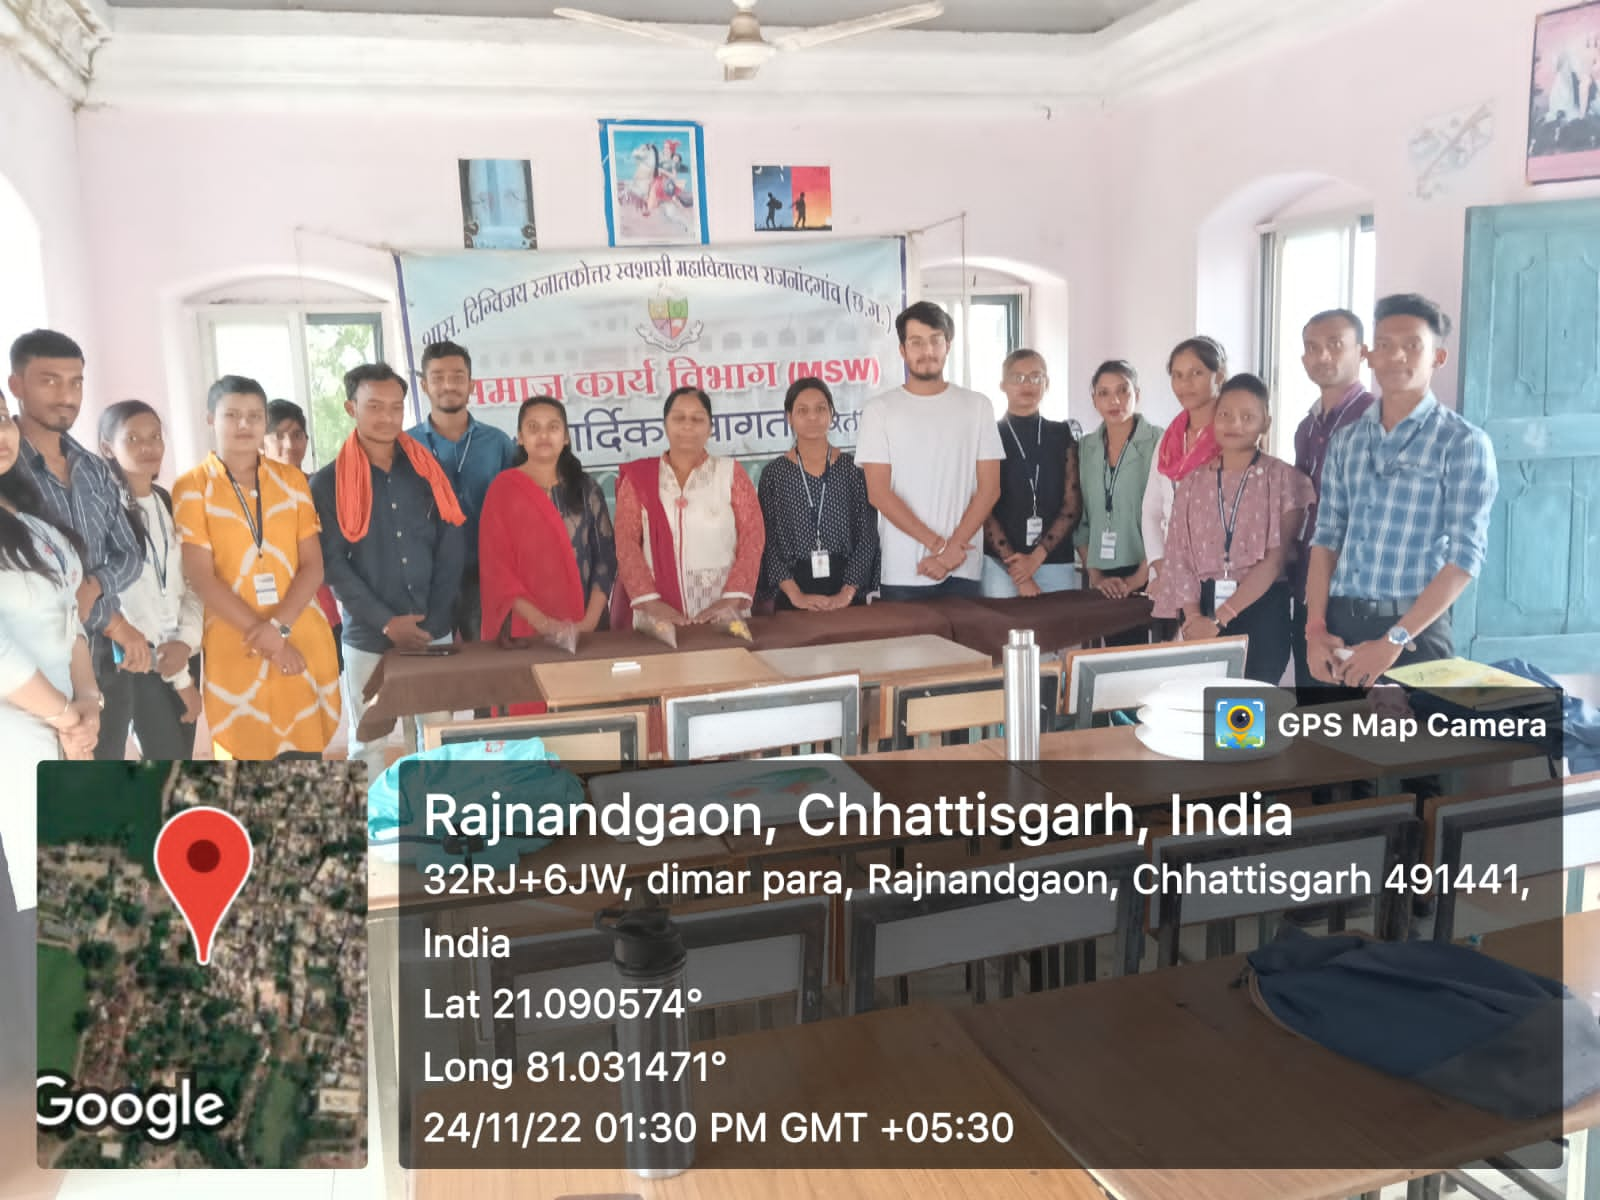 शास. दिग्विजय स्नातकोत्तर स्वशासी महाविद्यालय राजनांदगांव (छ.ग.)
समाज कार्य विभाग (MSW)
GPS Map Camera
Rajnandgaon, Chhattisgarh, India
32RJ+6JW, dimar para, Rajnandgaon, Chhattisgarh 491441,
India
Lat 21.090574°
Long 81.031471°
24/11/22 01:30 PM GMT +05:30
Google